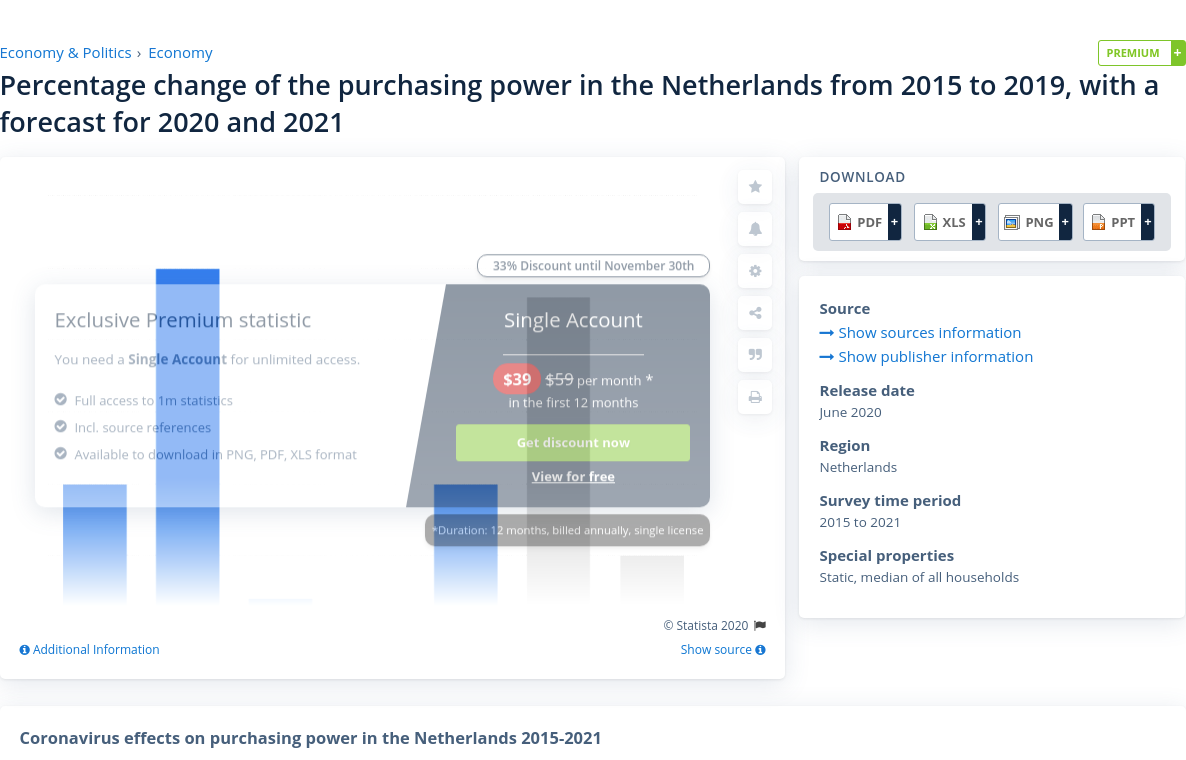 Economy & Politics › Economy
PREMIUM +
Percentage change of the purchasing power in the Netherlands from 2015 to 2019, with a
forecast for 2020 and 2021
33% Discount until November 30th
Exclusive Premium statistic
You need a Single Account for unlimited access.
Full access to 1m statistics
Incl. source references
Available to download in PNG, PDF, XLS format
Single Account
$39 $59 per month *
in the first 12 months
Get discount now
View for free
*Duration: 12 months, billed annually, single license
© Statista 2020
Additional Information
Show source
DOWNLOAD
PDF + XLS + PNG + PPT +
Source
Show sources information
Show publisher information
Release date
June 2020
Region
Netherlands
Survey time period
2015 to 2021
Special properties
Static, median of all households
Coronavirus effects on purchasing power in the Netherlands 2015-2021